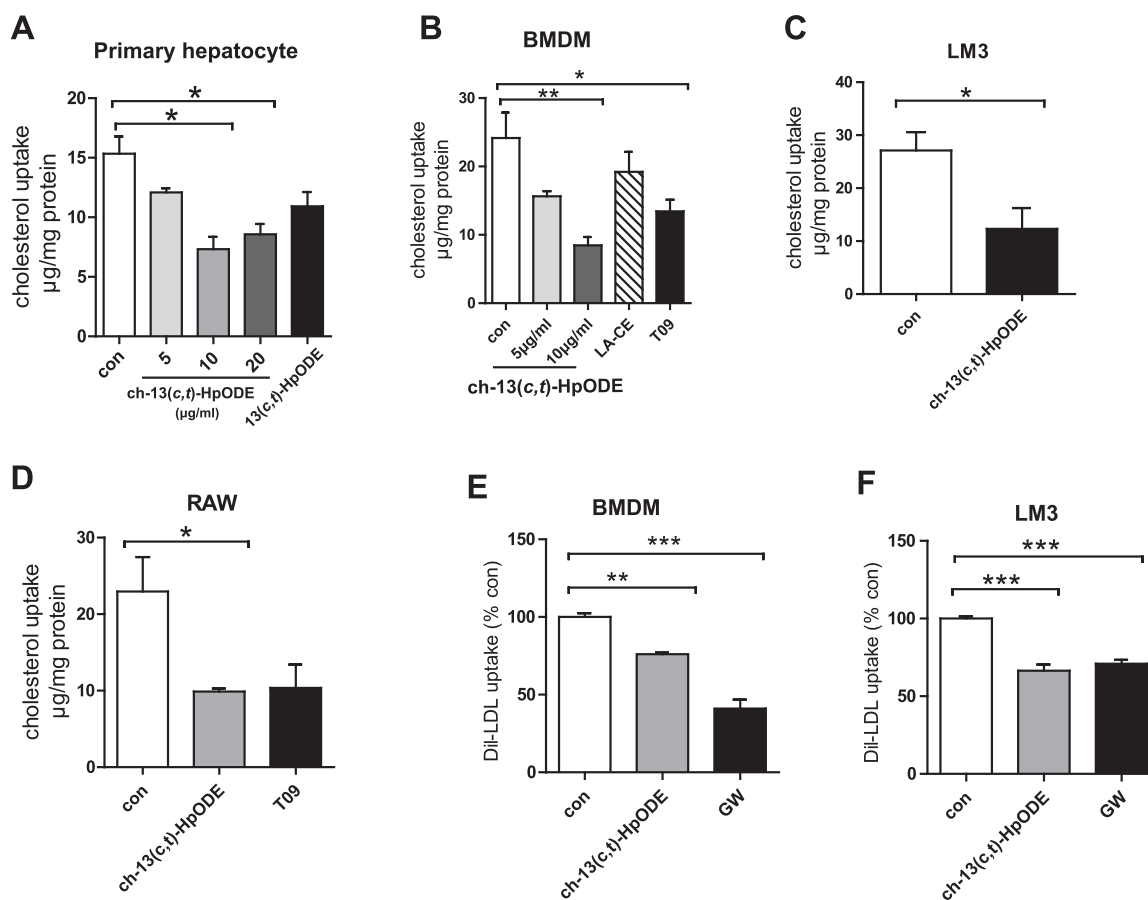 A
Primary hepatocyte
cholesterol uptake
µg/mg protein
20
15
10
5
0
*
*
con
5
10
20
13(c,t)-HpODE
ch-13(c,t)-HpODE
(µg/ml)
B
BMDM
cholesterol uptake
µg/mg protein
30
20
10
0
*
**
con
5µg/ml
10µg/ml
LA-CE
T09
ch-13(c,t)-HpODE
C
LM3
cholesterol uptake
µg/mg protein
40
30
20
10
0
*
con
ch-13(c,t)-HpODE
D
RAW
cholesterol uptake
µg/mg protein
30
20
10
0
*
con
ch-13(c,t)-HpODE
T09
E
BMDM
Dil-LDL uptake (% con)
150
100
50
0
***
**
con
ch-13(c,t)-HpODE
GW
F
LM3
Dil-LDL uptake (% con)
150
100
50
0
***
***
con
ch-13(c,t)-HpODE
GW